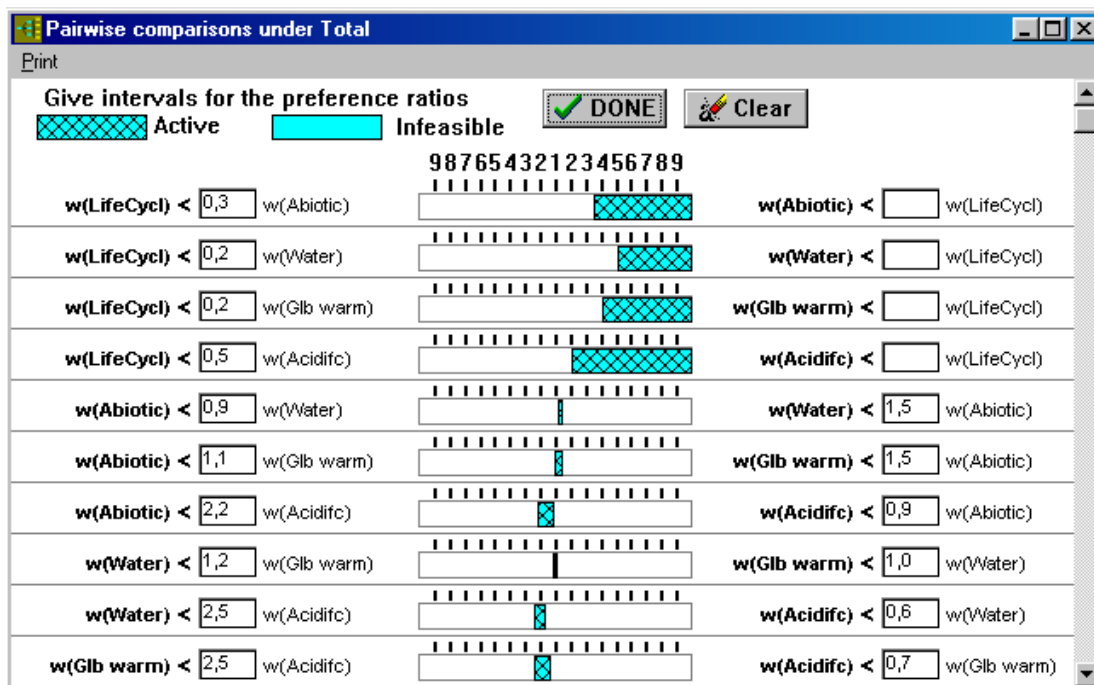 Pairwise comparisons under Total
Print
Give intervals for the preference ratios
Active Infeasible DONE Clear
98765432123456789
w(LifeCycl) < 0,3 w(Abiotic) w(Abiotic) < w(LifeCycl)
w(LifeCycl) < 0,2 w(Water) w(Water) < w(LifeCycl)
w(LifeCycl) < 0,2 w(Glb warm) w(Glb warm) < w(LifeCycl)
w(LifeCycl) < 0,5 w(Acidifc) w(Acidifc) < w(LifeCycl)
w(Abiotic) < 0,9 w(Water) w(Water) < 1,5 w(Abiotic)
w(Abiotic) < 1,1 w(Glb warm) w(Glb warm) < 1,5 w(Abiotic)
w(Abiotic) < 2,2 w(Acidifc) w(Acidifc) < 0,9 w(Abiotic)
w(Water) < 1,2 w(Glb warm) w(Glb warm) < 1,0 w(Water)
w(Water) < 2,5 w(Acidifc) w(Acidifc) < 0,6 w(Water)
w(Glb warm) < 2,5 w(Acidifc) w(Acidifc) < 0,7 w(Glb warm)